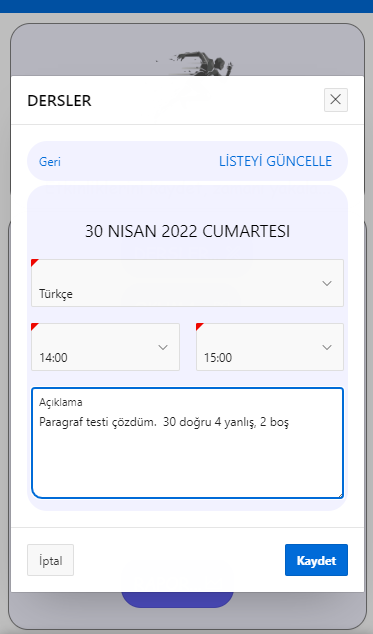 DERSLER
Geri
LİSTEYİ GÜNCELLE
30 NISAN 2022 CUMARTESI
Türkçe
14:00
15:00
Açıklama
Paragraf testi çözdüm.  30 doğru 4 yanlış, 2 boş
İptal
Kaydet